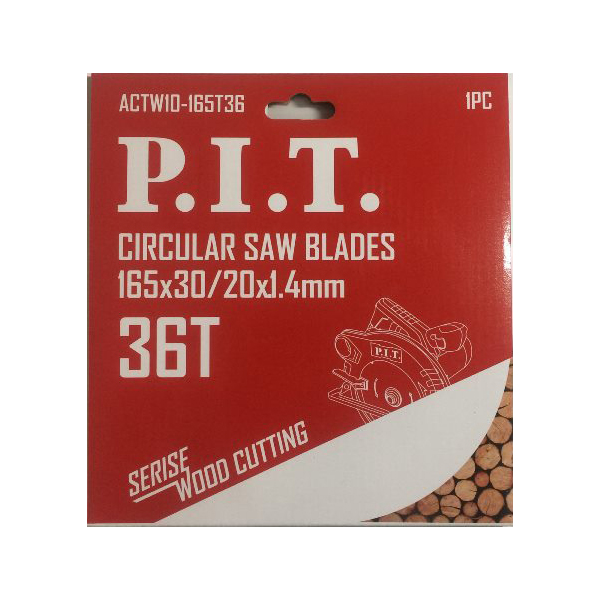 ACTW10-165T36
1PC
P.I.T.
CIRCULAR SAW BLADES
165x30/20x1.4mm
36T
P.I.T.
SERISE
WOOD CUTTING